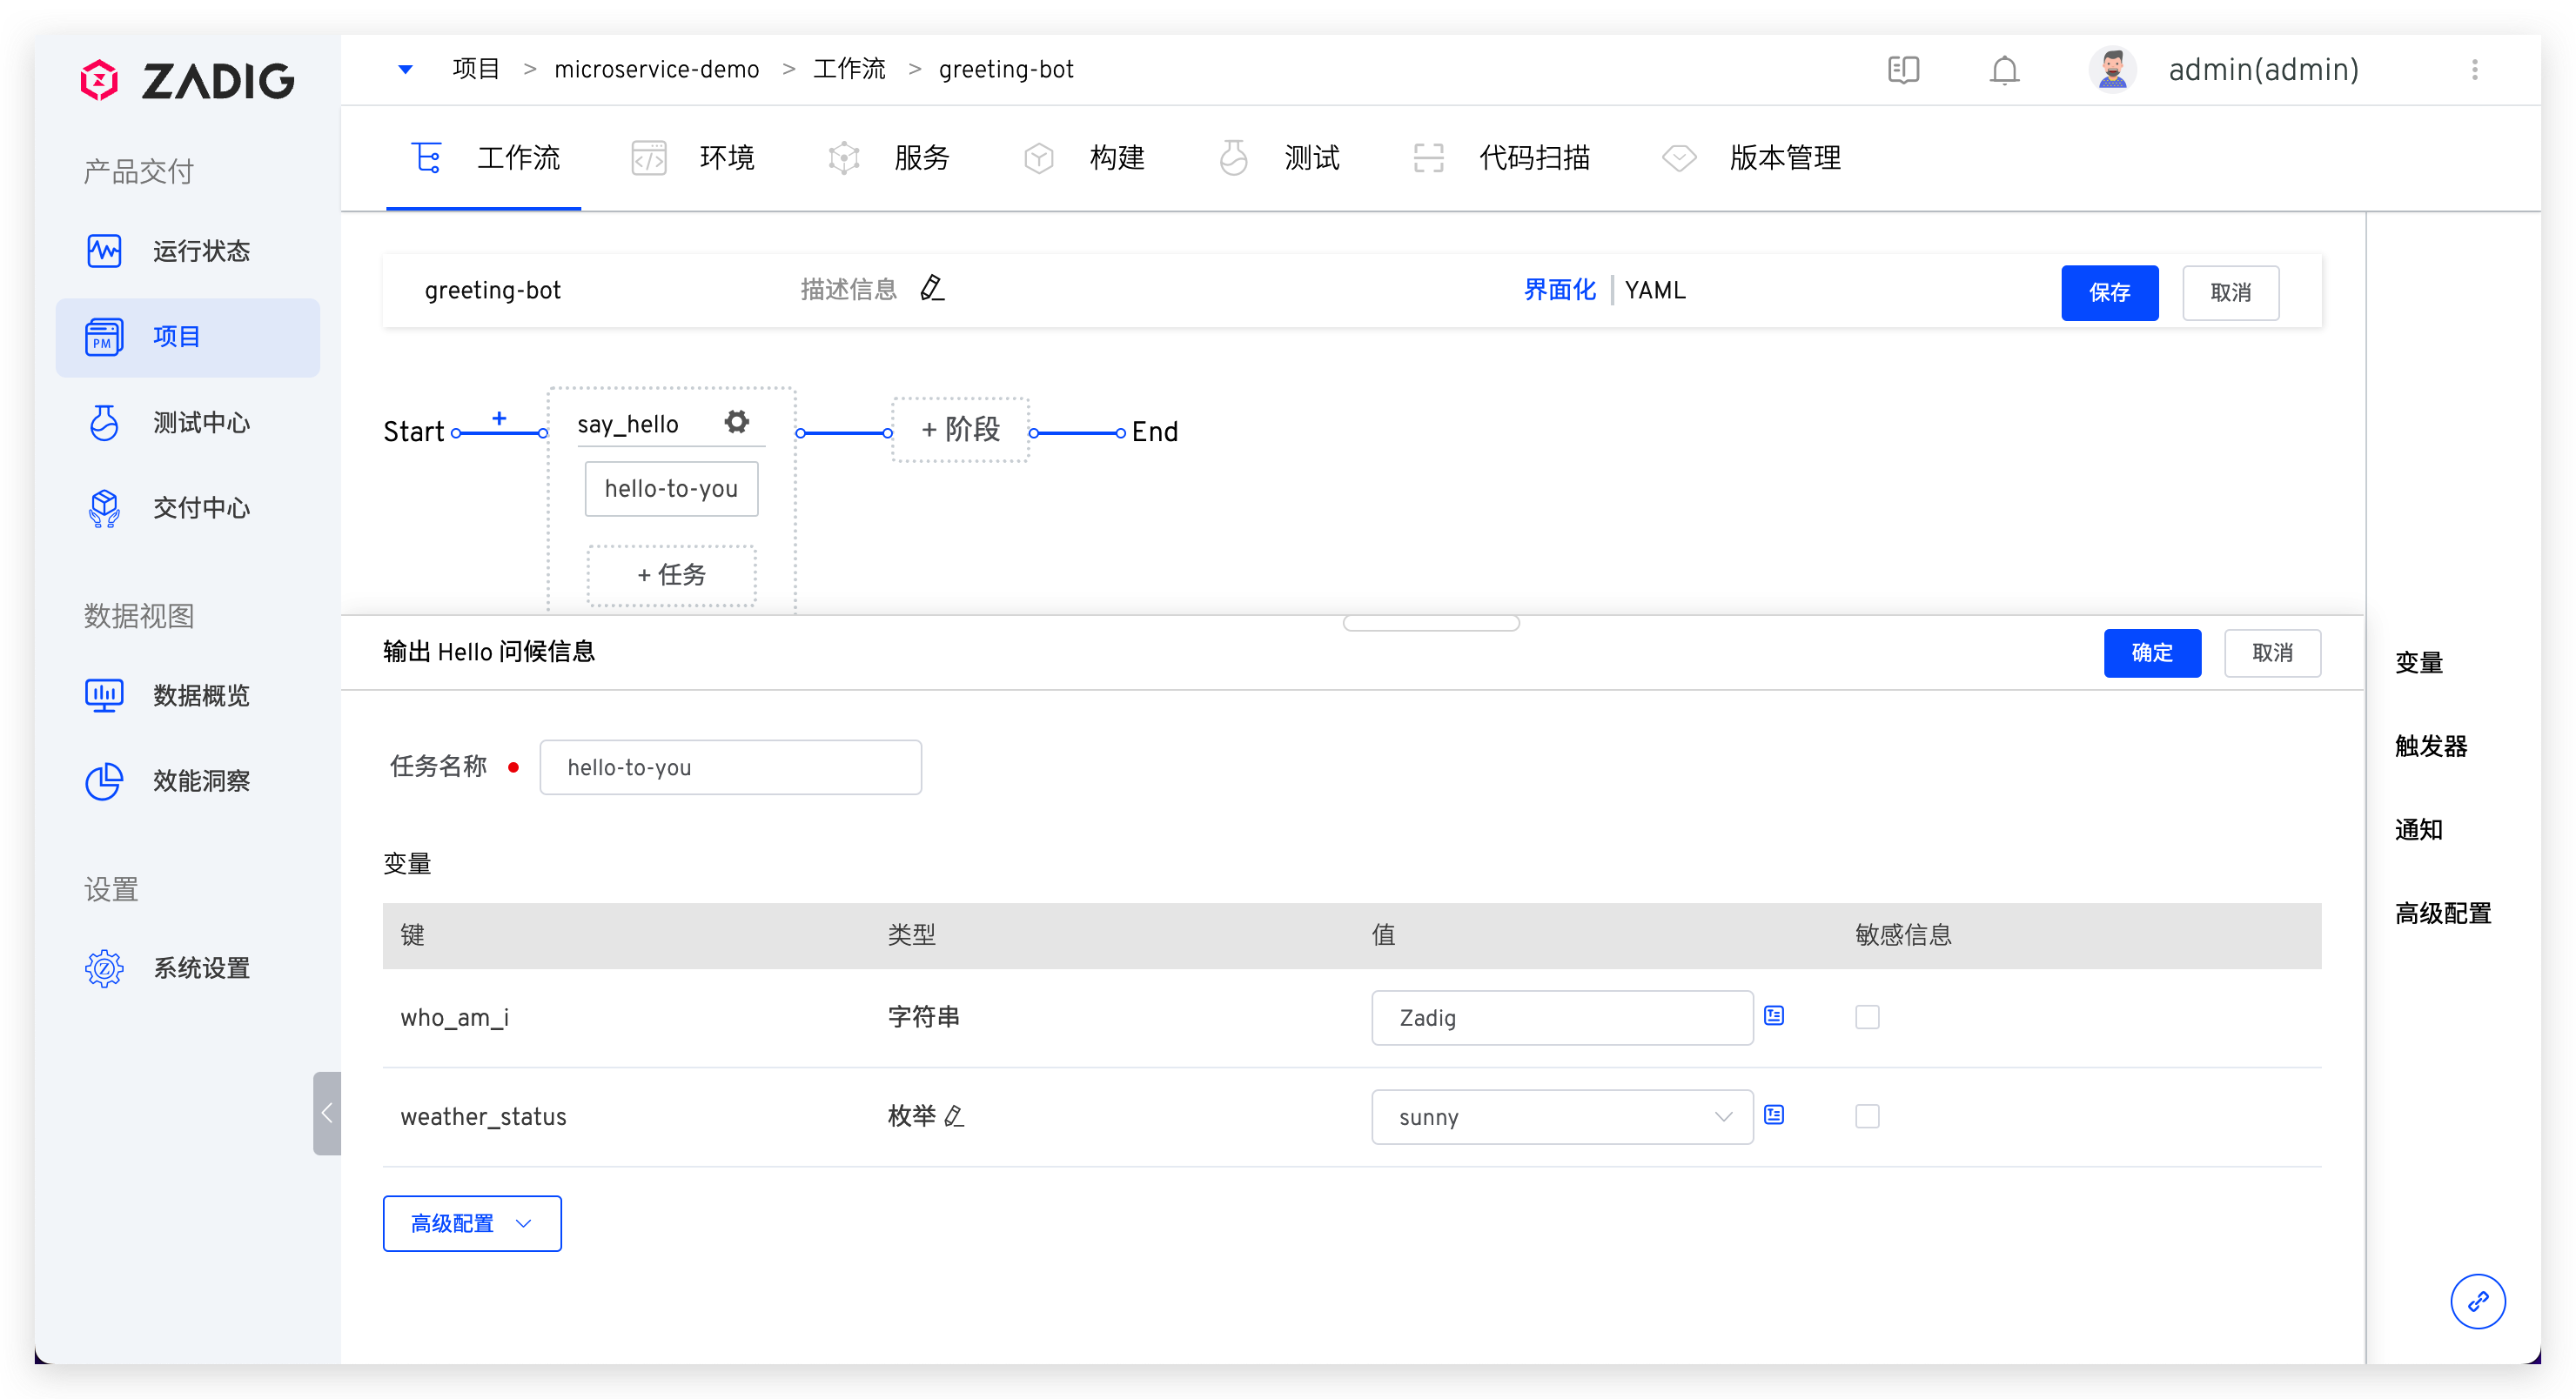 ZADIG
产品交付
运行状态
PM
项目
测试中心
交付中心
数据视图
数据概览
效能洞察
设置
系统设置
项目 > microservice-demo > 工作流 > greeting-bot
admin(admin)
工作流 环境 服务 构建 测试 代码扫描 版本管理
greeting-bot 描述信息 界面化 YAML 保存 取消
Start + say_hello + 阶段 End
hello-to-you
+ 任务
输出 Hello 问候信息 确定 取消
任务名称 hello-to-you
变量
键 类型 值 敏感信息
who_am_i 字符串 Zadig
weather_status 枚举 sunny
高级配置
变量
触发器
通知
高级配置